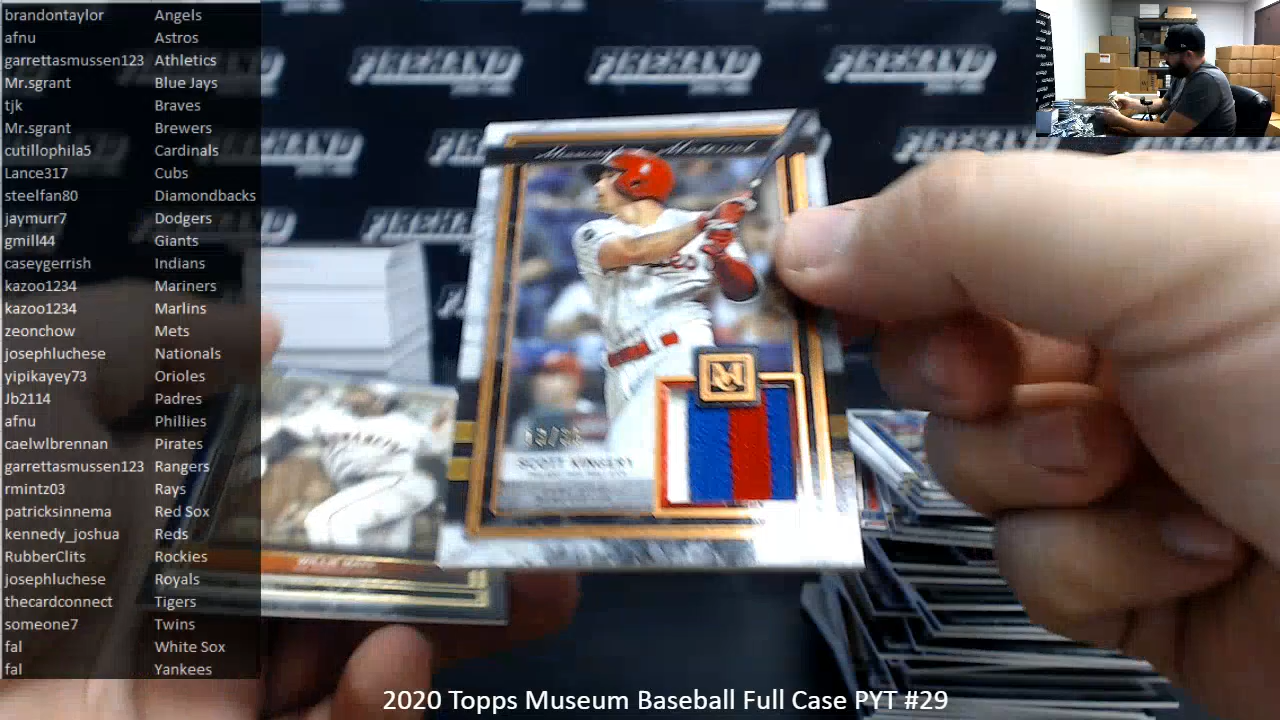 brandontaylor Angels
afnu Astros
garrettasmussen123 Athletics
Mr.sgrant Blue Jays
tjk Braves
Mr.sgrant Brewers
cutillophila5 Cardinals
Lance317 Cubs
steelfan80 Diamondbacks
jaymurr7 Dodgers
gmill44 Giants
caseygerrish Indians
kazoo1234 Mariners
kazoo1234 Marlins
zeonchow Mets
josephluchese Nationals
yipikayey73 Orioles
Jb2114 Padres
afnu Phillies
caelwlbrennan Pirates
garrettasmussen123 Rangers
rmintz03 Rays
patricksinnema Red Sox
kennedy_joshua Reds
RubberClits Rockies
josephluchese Royals
thecardconnect Tigers
someone7 Twins
fal White Sox
fal Yankees
FIREHAND FIREHAND FIREHAND
SCOTT KINGERY
M
2020 Topps Museum Baseball Full Case PYT #29